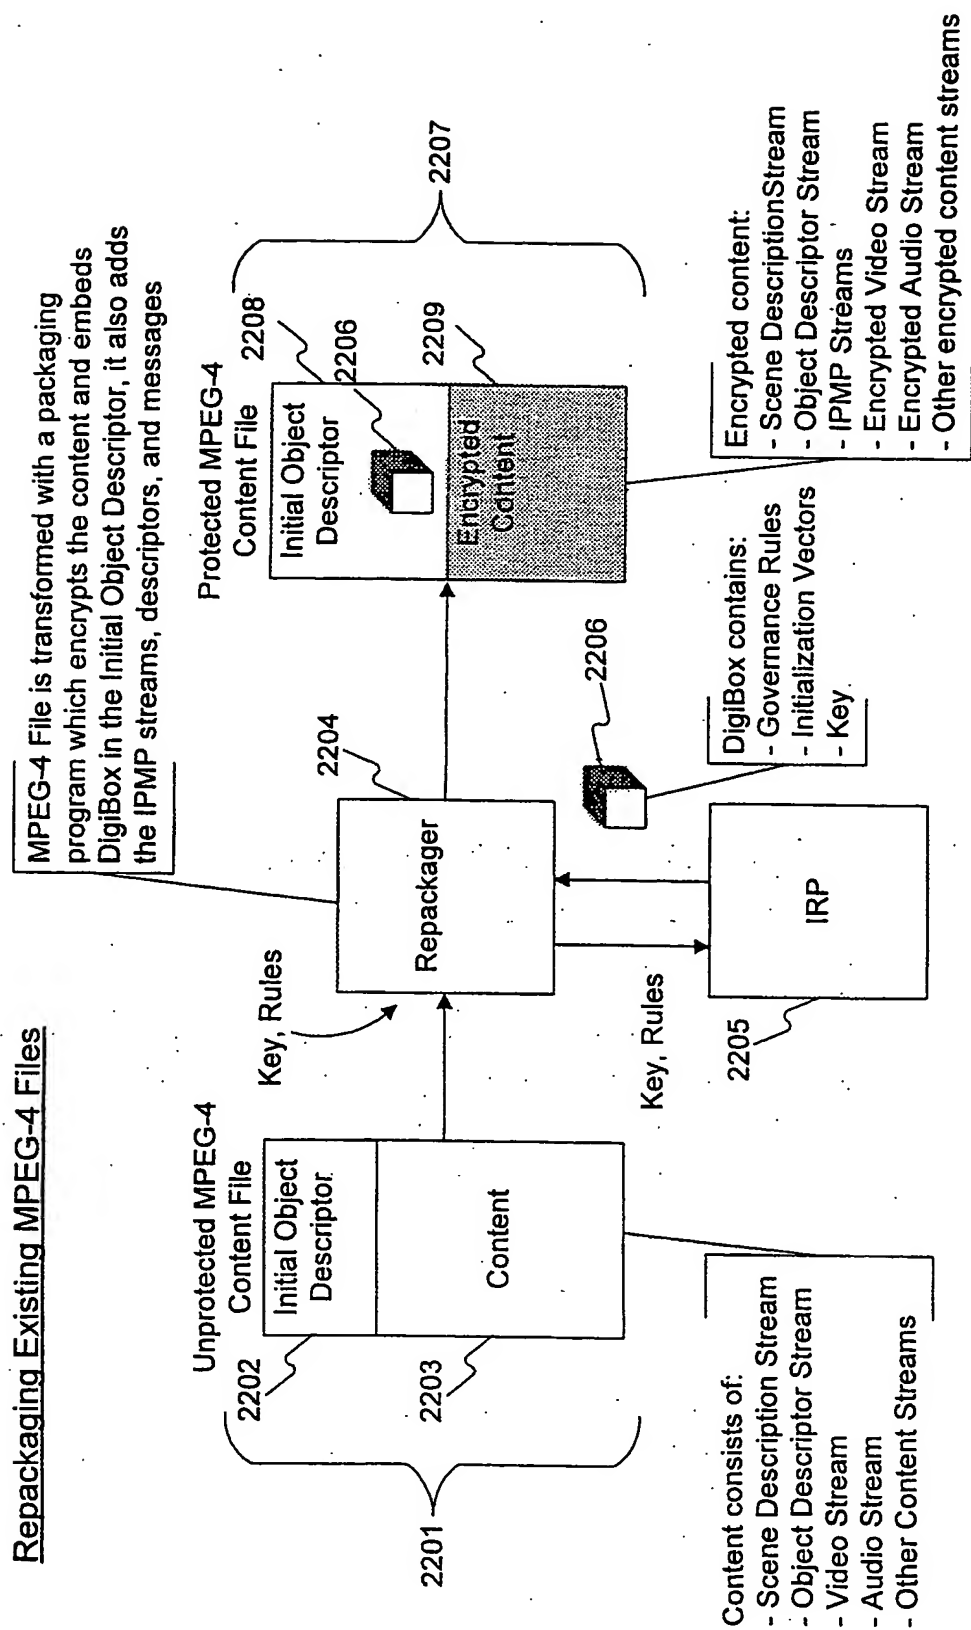 Repackaging Existing MPEG-4 Files
MPEG-4 File is transformed with a packaging
program which encrypts the content and embeds
DigiBox in the Initial Object Descriptor, it also adds
the IPMP streams, descriptors, and messages
Unprotected MPEG-4
Content File
2202
Initial Object
Descriptor
2203
Content
2201
Content consists of:
- Scene Description Stream
- Object Descriptor Stream
- Video Stream
- Audio Stream
- Other Content Streams
Key, Rules
2204
Repackager
Key, Rules
2205
IRP
2206
DigiBox contains:
- Governance Rules
- Initialization Vectors
- Key
Protected MPEG-4
Content File
Initial Object
Descriptor
2208
2206
2209
Encrypted
Content
2207
Encrypted content:
- Scene DescriptionStream
- Object Descriptor Stream
- IPMP Streams
- Encrypted Video Stream
- Encrypted Audio Stream
- Other encrypted content streams